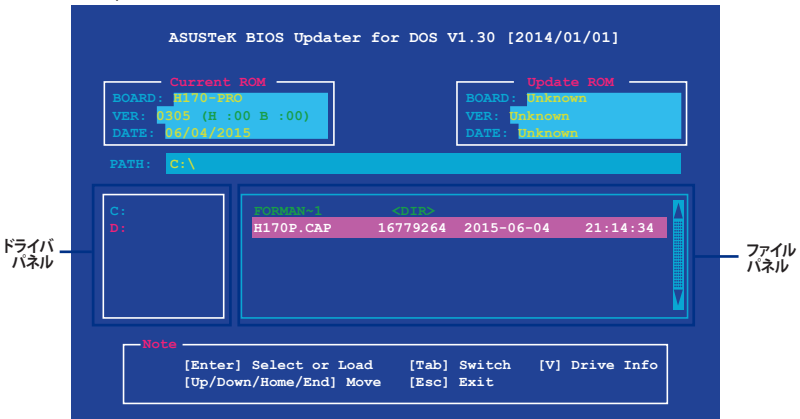 ASUSTeK BIOS Updater for DOS V1.30 [2014/01/01]
Current ROM
BOARD: H170-PRO
VER: 0305 (H :00 B :00)
DATE: 06/04/2015
Update ROM
BOARD: Unknown
VER: Unknown
DATE: Unknown
PATH: C:\
C:
D:
FORMAN~1 <DIR>
H170P.CAP 16779264 2015-06-04 21:14:34
ドライバ
パネル
ファイル
パネル
Note
[Enter] Select or Load [Tab] Switch [V] Drive Info
[Up/Down/Home/End] Move [Esc] Exit